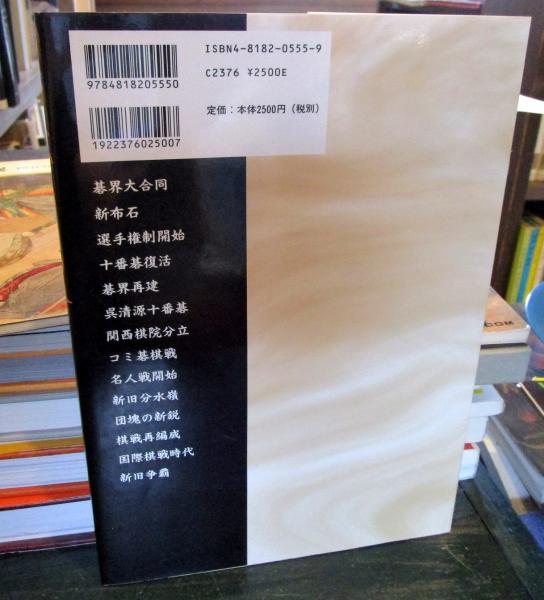 ISBN4-8182-0555-9
C2376 ¥2500E
定価：本体2500円（税別）
9784818205550
1922376025007
碁界大合同
新布石
選手権制開始
十番碁復活
碁界再建
呉清源十番碁
関西棋院分立
コミ碁棋戦
名人戦開始
新旧分水嶺
団塊の新鋭
棋戦再編成
国際棋戦時代
新旧争覇
COM